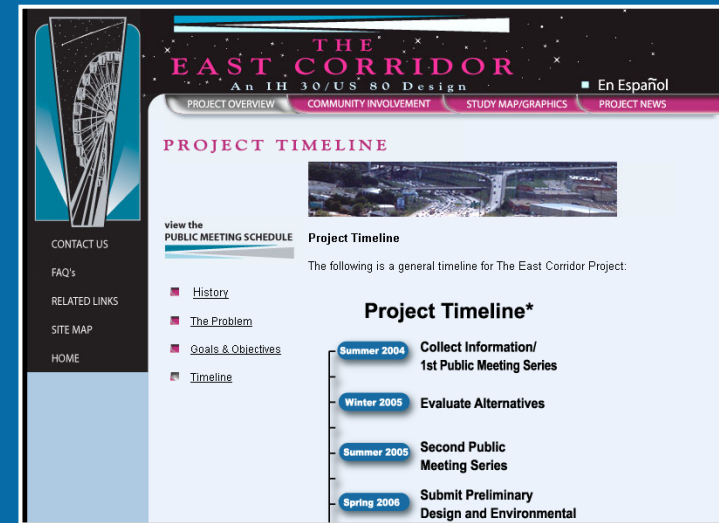 THE
EAST CORRIDOR
An IH 30/US 80 Design
En Español
PROJECT OVERVIEW
COMMUNITY INVOLVEMENT
STUDY MAP/GRAPHICS
PROJECT NEWS
CONTACT US
FAQ's
RELATED LINKS
SITE MAP
HOME
PROJECT TIMELINE
view the
PUBLIC MEETING SCHEDULE
History
The Problem
Goals & Objectives
Timeline
Project Timeline
The following is a general timeline for The East Corridor Project:
Project Timeline*
Summer 2004
Collect Information/
1st Public Meeting Series
Winter 2005
Evaluate Alternatives
Summer 2005
Second Public
Meeting Series
Spring 2006
Submit Preliminary
Design and Environmental